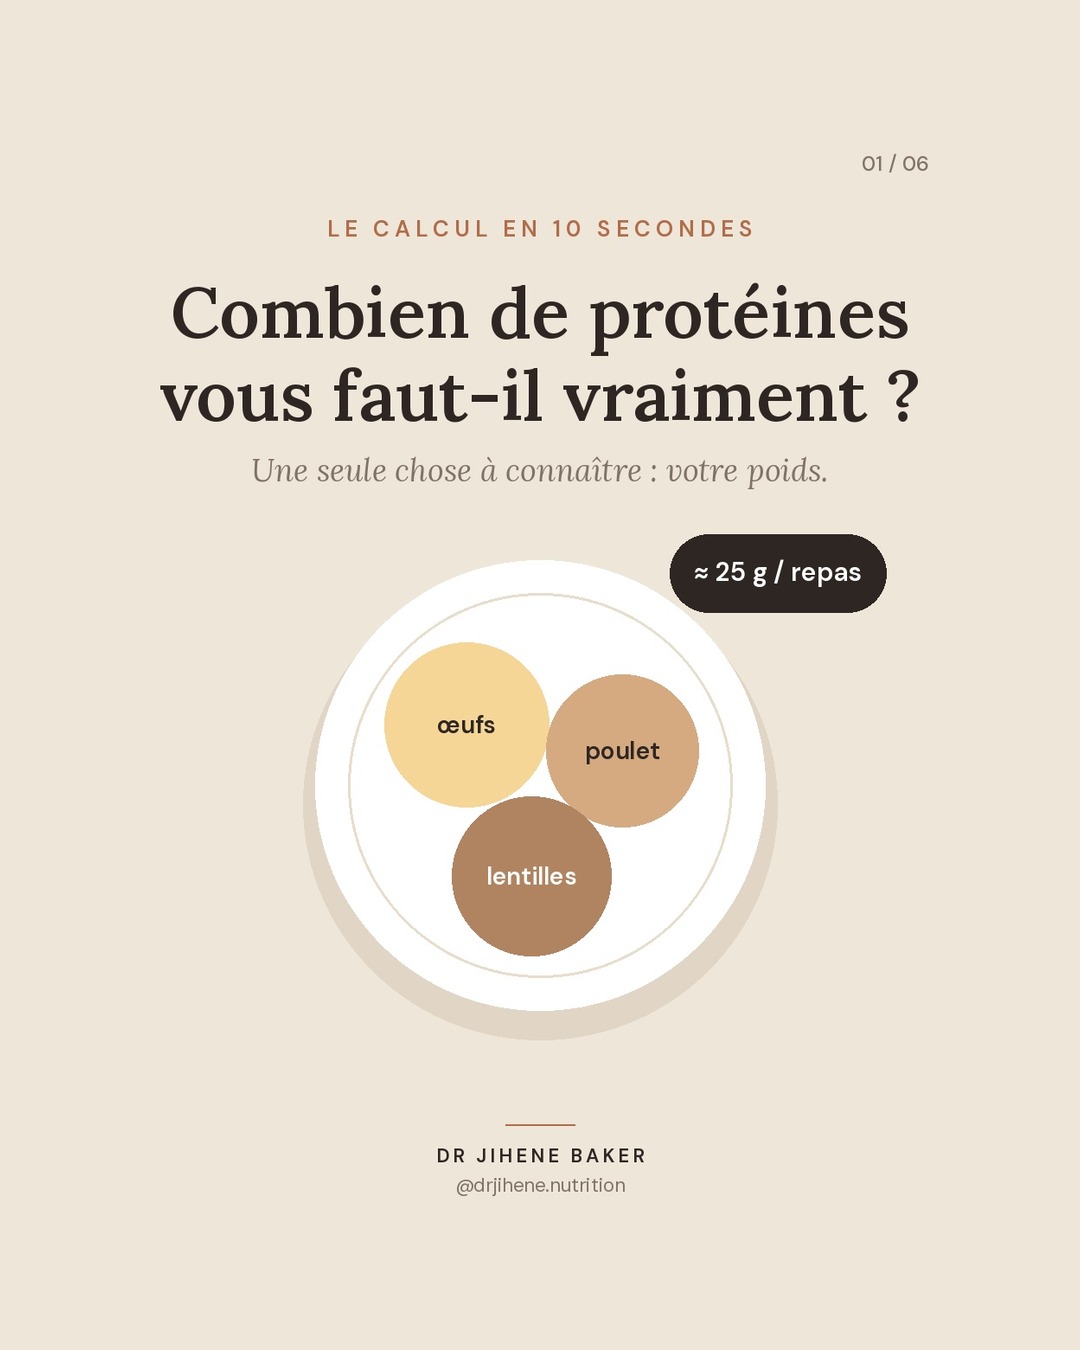 01 / 06
LE CALCUL EN 10 SECONDES
Combien de protéines
vous faut-il vraiment ?
Une seule chose à connaître : votre poids.
≈ 25 g / repas
œufs
poulet
lentilles
DR JIHENE BAKER
@drjihene.nutrition